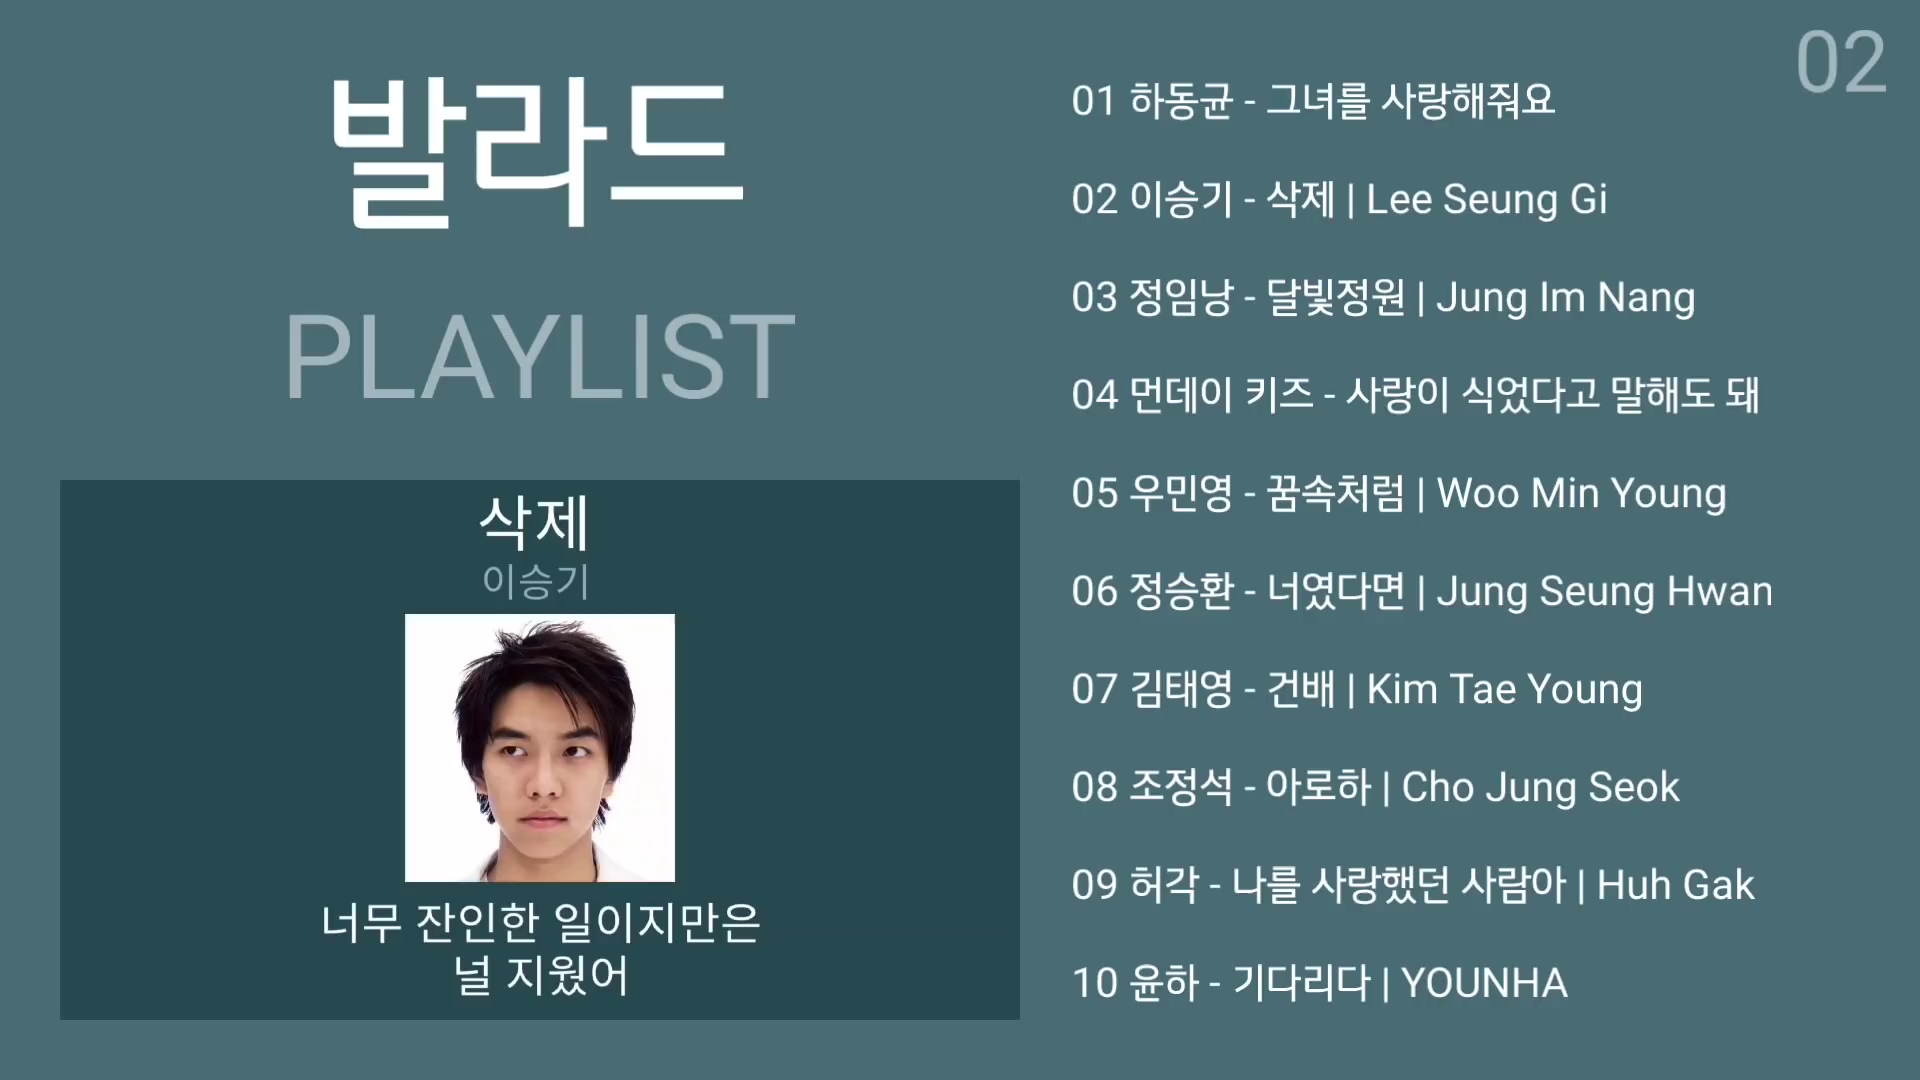 발라드
PLAYLIST
삭제
이승기
너무 잔인한 일이지만은
널 지웠어
02
01 하동균 - 그녀를 사랑해줘요
02 이승기 - 삭제 | Lee Seung Gi
03 정임낭 - 달빛정원 | Jung Im Nang
04 먼데이 키즈 - 사랑이 식었다고 말해도 돼
05 우민영 - 꿈속처럼 | Woo Min Young
06 정승환 - 너였다면 | Jung Seung Hwan
07 김태영 - 건배 | Kim Tae Young
08 조정석 - 아로하 | Cho Jung Seok
09 허각 - 나를 사랑했던 사람아 | Huh Gak
10 윤하 - 기다리다 | YOUNHA